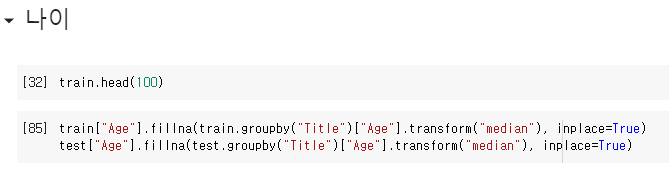 나이
[32] train.head(100)
[85] train["Age"].fillna(train.groupby("Title")["Age"].transform("median"), inplace=True)
test["Age"].fillna(test.groupby("Title")["Age"].transform("median"), inplace=True)